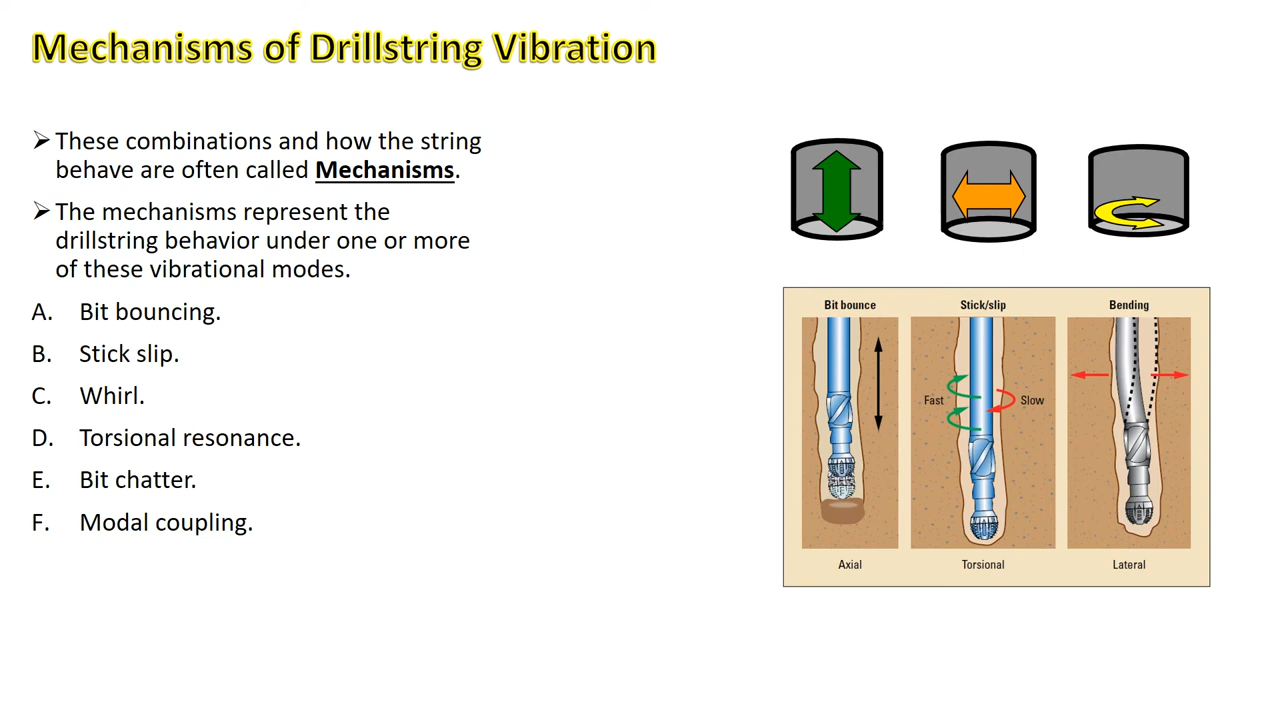 Mechanisms of Drillstring Vibration
➢ These combinations and how the string
behave are often called Mechanisms.
➢ The mechanisms represent the
drillstring behavior under one or more
of these vibrational modes.
A. Bit bouncing.
B. Stick slip.
C. Whirl.
D. Torsional resonance.
E. Bit chatter.
F. Modal coupling.
Bit bounce
Stick/slip
Bending
Fast
Slow
Axial
Torsional
Lateral